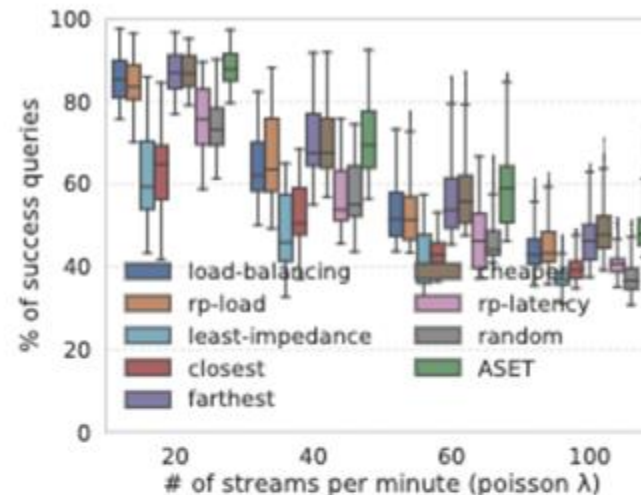 100
80
60
40
20
0
% of success queries
load-balancing
rp-load
least-impedance
closest
farthest
cheaper
rp-latency
random
ASET
20 40 60 100
# of streams per minute (poisson λ)